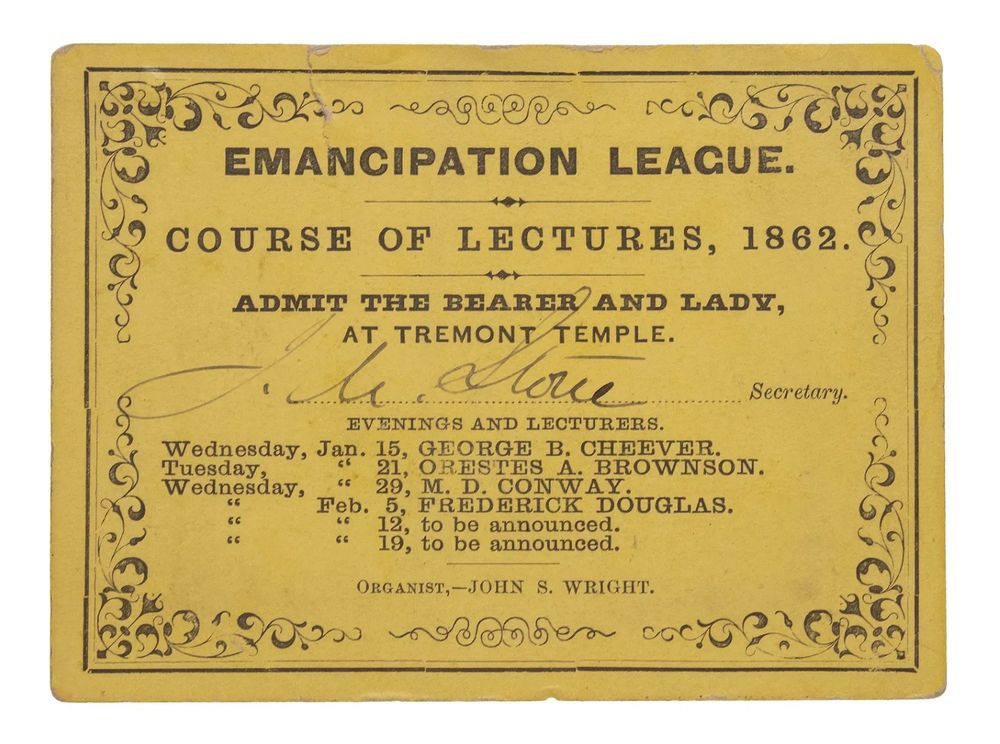 EMANCIPATION LEAGUE.
COURSE OF LECTURES, 1862.
ADMIT THE BEARER AND LADY,
AT TREMONT TEMPLE.
J. M. Stone Secretary.
EVENINGS AND LECTURERS.
Wednesday, Jan. 15, GEORGE B. CHEEVER.
Tuesday, “ 21, ORESTES A. BROWNSON.
Wednesday, “ 29, M. D. CONWAY.
“ Feb. 5, FREDERICK DOUGLAS.
“ “ 12, to be announced.
“ “ 19, to be announced.
ORGANIST,—JOHN S. WRIGHT.